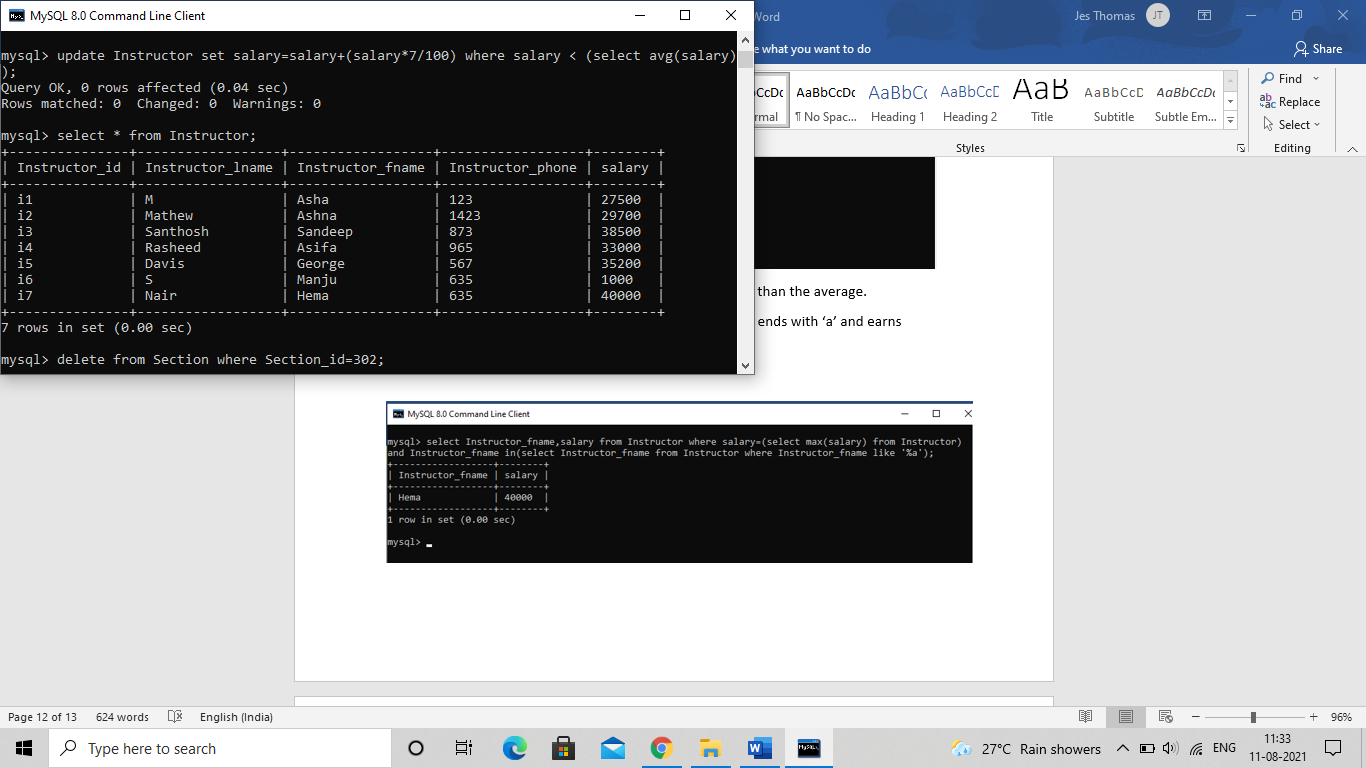 MySQL 8.0 Command Line Client
mysql> update Instructor set salary=salary+(salary*7/100) where salary < (select avg(salary)
);
Query OK, 0 rows affected (0.04 sec)
Rows matched: 0  Changed: 0  Warnings: 0
mysql> select * from Instructor;
+---------------+------------------+------------------+------------------+--------+
| Instructor_id | Instructor_lname | Instructor_fname | Instructor_phone | salary |
+---------------+------------------+------------------+------------------+--------+
| i1            | M                | Asha             | 123              | 27500  |
| i2            | Mathew           | Ashna            | 1423             | 29700  |
| i3            | Santhosh         | Sandeep          | 873              | 38500  |
| i4            | Rasheed          | Asifa            | 965              | 33000  |
| i5            | Davis            | George           | 567              | 35200  |
| i6            | S                | Manju            | 635              | 1000   |
| i7            | Nair             | Hema             | 635              | 40000  |
+---------------+------------------+------------------+------------------+--------+
7 rows in set (0.00 sec)
mysql> delete from Section where Section_id=302;
Word
Jes Thomas JT
what you want to do
Share
AaBbCcDc AaBbCc AaBbCcD AaB AaBbCcD AaBbCcDc
¶ No Spac... Heading 1 Heading 2 Title Subtitle Subtle Em...
Styles
Find
Replace
Select
Editing
than the average.
ends with ‘a’ and earns
MySQL 8.0 Command Line Client
mysql> select Instructor_fname,salary from Instructor where salary=(select max(salary) from Instructor)
and Instructor_fname in(select Instructor_fname from Instructor where Instructor_fname like '%a');
+------------------+--------+
| Instructor_fname | salary |
+------------------+--------+
| Hema             | 40000  |
+------------------+--------+
1 row in set (0.00 sec)
mysql> _
Page 12 of 13 624 words English (India) 96%
Type here to search
27°C Rain showers ENG 11:33
11-08-2021